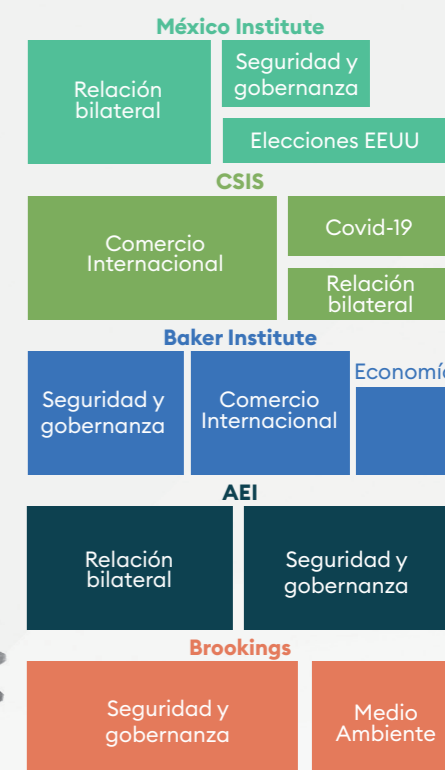 México Institute
Relación
bilateral
Seguridad y
gobernanza
Elecciones EEUU
CSIS
Comercio
Internacional
Covid-19
Relación
bilateral
Baker Institute
Seguridad y
gobernanza
Comercio
Internacional
Economí
AEI
Relación
bilateral
Seguridad y
gobernanza
Brookings
Seguridad y
gobernanza
Medio
Ambiente